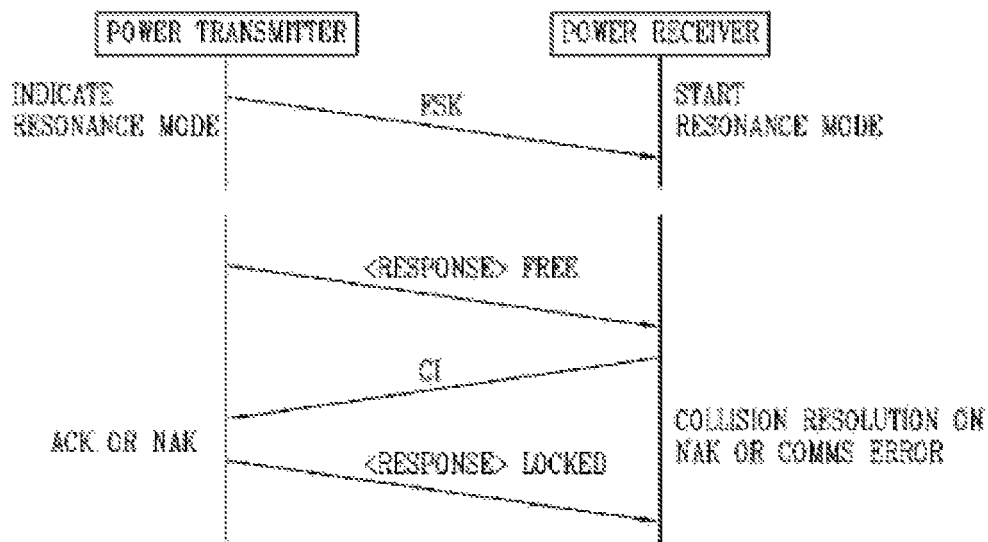 POWER TRANSMITTER
POWER RECEIVER
INDICATE
RESONANCE MODE
FSK
START
RESONANCE MODE
<RESPONSE> FREE
CI
ACK OR NAK
COLLISION RESOLUTION ON
NAK OR COMMS ERROR
<RESPONSE> LOCKED